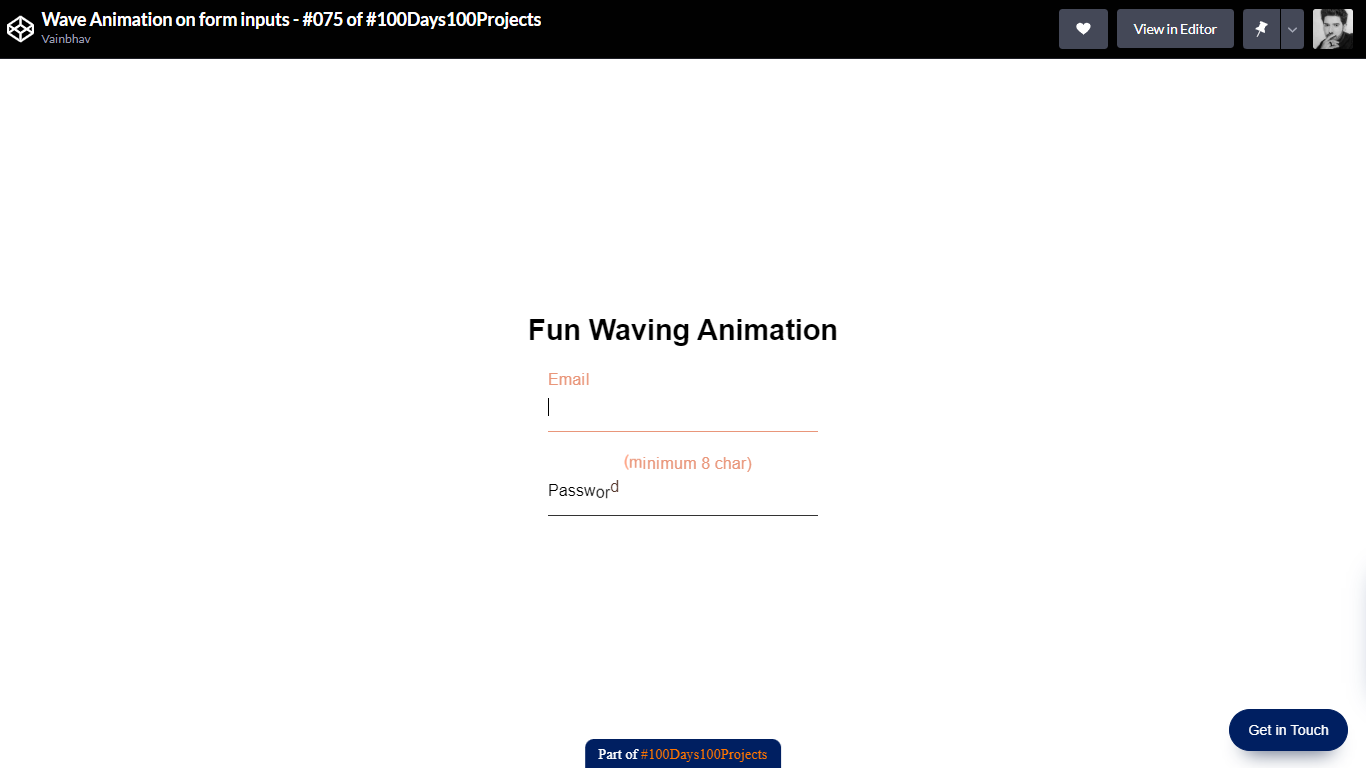 Wave Animation on form inputs - #075 of #100Days100Projects
Vainbhav
View in Editor
Fun Waving Animation
Email
(minimum 8 char)
Password
Get in Touch
Part of #100Days100Projects